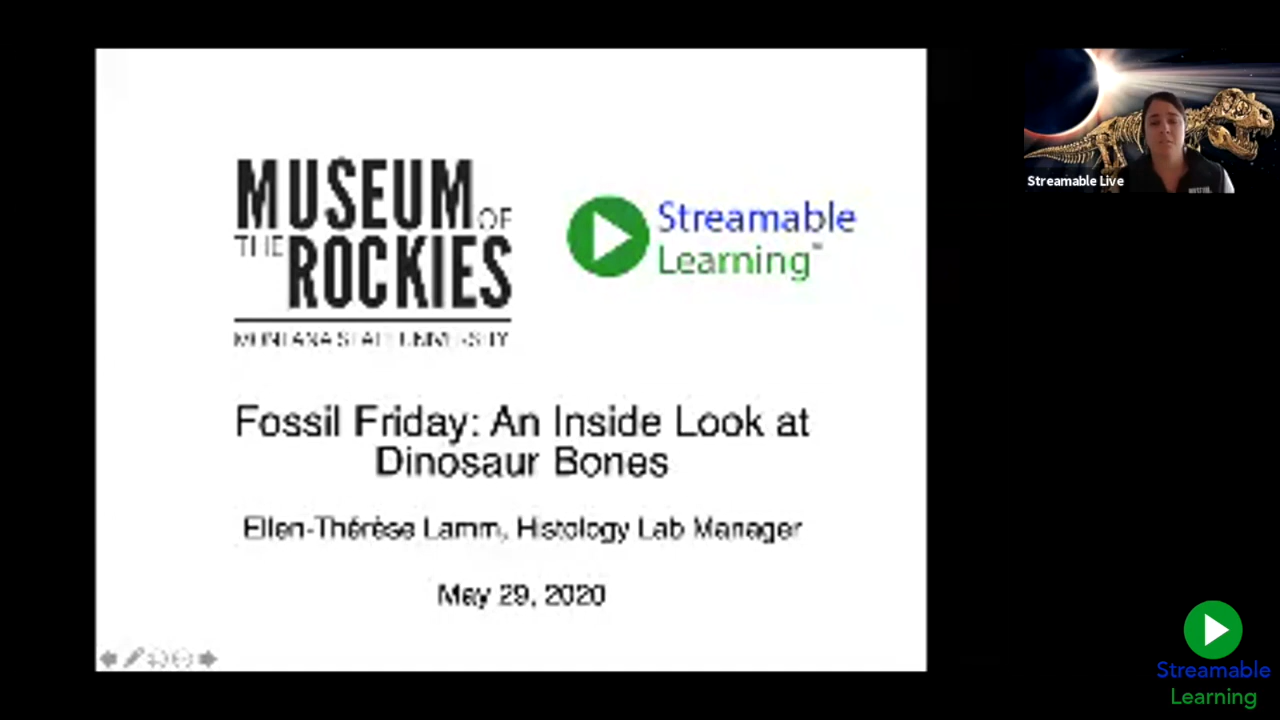 MUSEUM OF
THE ROCKIES
MONTANA STATE UNIVERSITY
Streamable
Learning™
Fossil Friday: An Inside Look at
Dinosaur Bones
Ellen-Thérèse Lamm, Histology Lab Manager
May 29, 2020
Streamable Live
Streamable
Learning